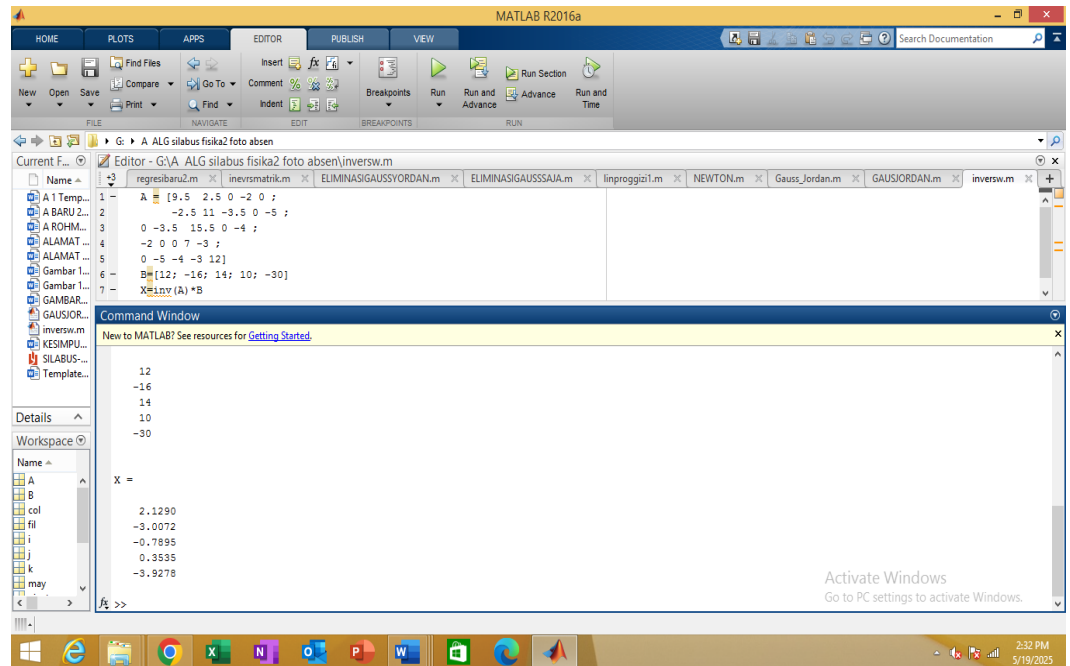 MATLAB R2016a
HOME PLOTS APPS EDITOR PUBLISH VIEW Search Documentation
Find Files Insert fx
New Open Save Compare Go To Comment % Breakpoints Run Run and Advance Run Section Advance Run and Time
Print Find Indent
FILE NAVIGATE EDIT BREAKPOINTS RUN
G: A ALG silabus fisika2 foto absen
Current F...
Name
A 1 Temp...
A BARU 2...
A ROHM...
ALAMAT ...
ALAMAT ...
Gambar 1...
Gambar 1...
GAMBAR...
GAUSJOR...
inversw.m
KESIMPU...
SILABUS-...
Template...
Details
Workspace
Name
A
B
col
fil
i
j
k
may
Editor - G:\A ALG silabus fisika2 foto absen\inversw.m
+3 regresibaru2.m inevrsmatrik.m ELIMINASIGAUSSYORDAN.m ELIMINASIGAUSSSAJA.m linproggizi1.m NEWTON.m Gauss_Jordan.m GAUSJORDAN.m inversw.m
1 - A = [9.5 2.5 0 -2 0 ;
2 -2.5 11 -3.5 0 -5 ;
3 0 -3.5 15.5 0 -4 ;
4 -2 0 0 7 -3 ;
5 0 -5 -4 -3 12]
6 - B=[12; -16; 14; 10; -30]
7 - X=inv(A)*B
Command Window
New to MATLAB? See resources for Getting Started.
12
-16
14
10
-30
X =
2.1290
-3.0072
-0.7895
0.3535
-3.9278
fx >>
Activate Windows
Go to PC settings to activate Windows.
2:32 PM
5/19/2025